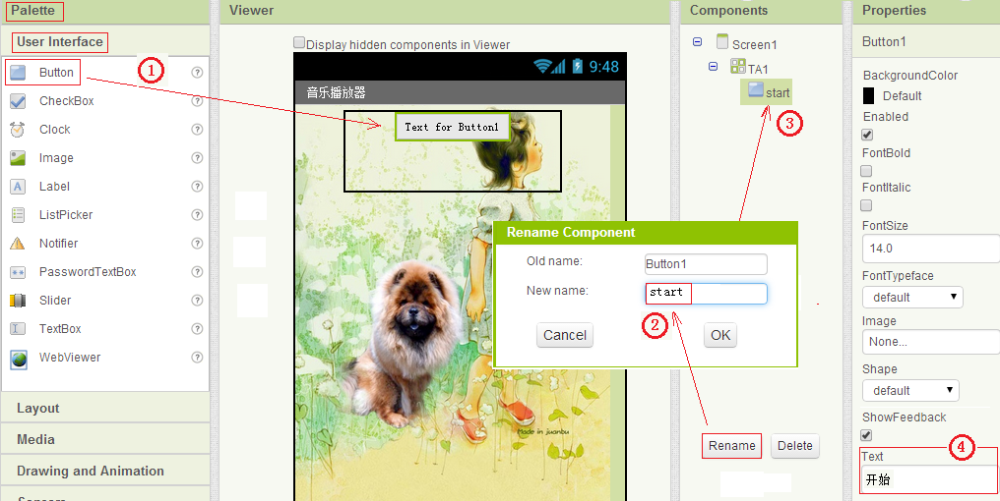 Palette
User Interface
Button
①
?
CheckBox
?
Clock
?
Image
?
Label
?
ListPicker
?
Notifier
?
PasswordTextBox
?
Slider
?
TextBox
?
WebViewer
?
Layout
Media
Drawing and Animation
Viewer
Display hidden components in Viewer
9:48
音乐播放器
Text for Button1
Made in juanbu
Rename Component
Old name:
Button1
New name:
start
②
Cancel
OK
Components
Screen1
TA1
start
③
Rename
Delete
Properties
Button1
BackgroundColor
Default
Enabled
FontBold
FontItalic
FontSize
14.0
FontTypeface
default
Image
None...
Shape
default
ShowFeedback
Text
④
开始